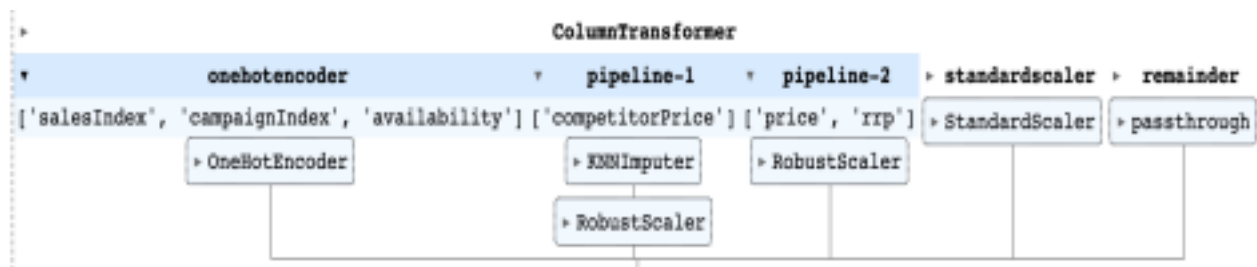 ColumnTransformer
onehotencoder pipeline-1 pipeline-2 standardscaler remainder
['salesIndex', 'campaignIndex', 'availability'] ['competitorPrice'] ['price', 'rrp'] StandardScaler passthrough
OneHotEncoder KNNImputer RobustScaler
RobustScaler